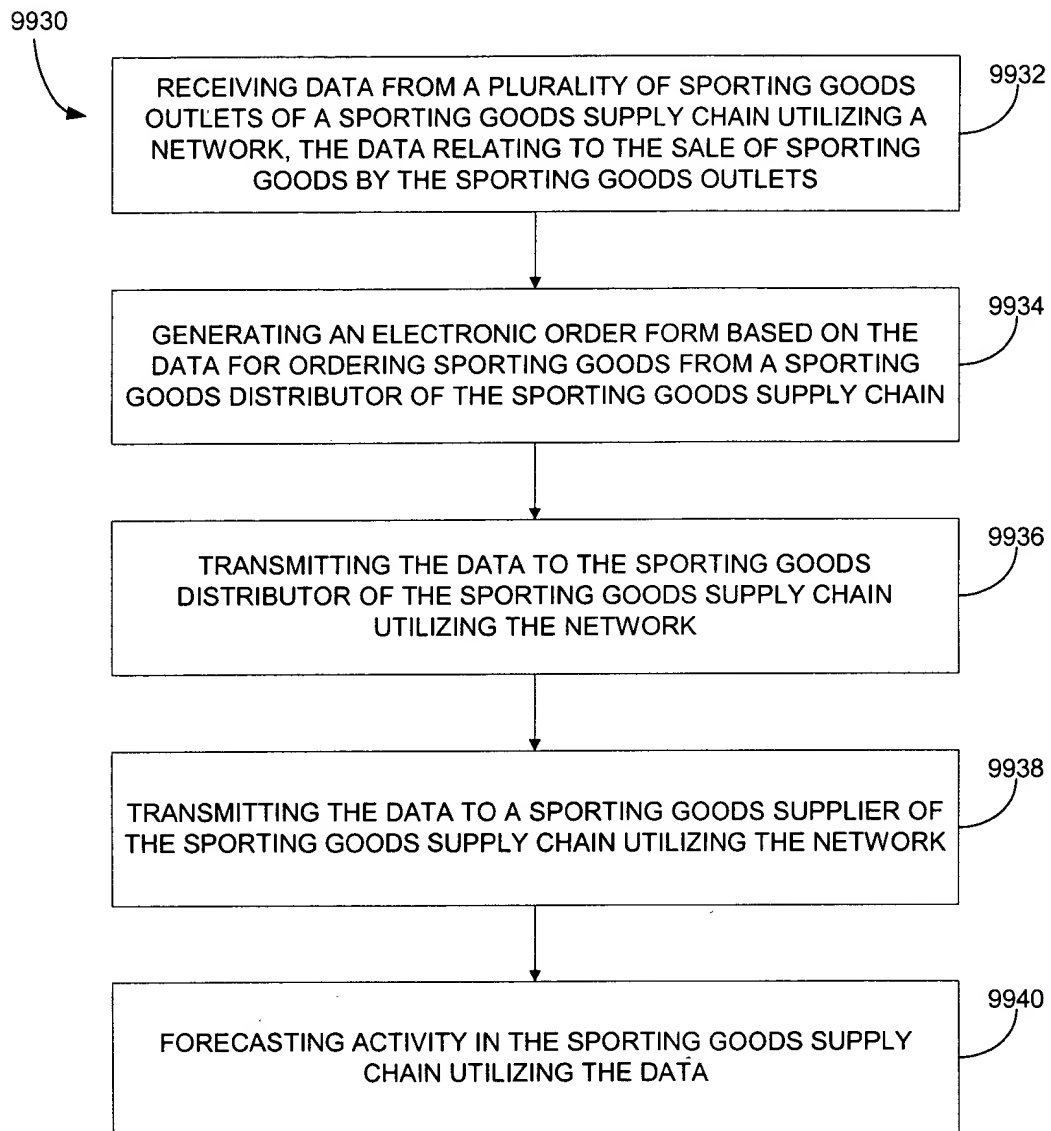 9930
9932
RECEIVING DATA FROM A PLURALITY OF SPORTING GOODS
OUTLETS OF A SPORTING GOODS SUPPLY CHAIN UTILIZING A
NETWORK, THE DATA RELATING TO THE SALE OF SPORTING
GOODS BY THE SPORTING GOODS OUTLETS
9934
GENERATING AN ELECTRONIC ORDER FORM BASED ON THE
DATA FOR ORDERING SPORTING GOODS FROM A SPORTING
GOODS DISTRIBUTOR OF THE SPORTING GOODS SUPPLY CHAIN
9936
TRANSMITTING THE DATA TO THE SPORTING GOODS
DISTRIBUTOR OF THE SPORTING GOODS SUPPLY CHAIN
UTILIZING THE NETWORK
9938
TRANSMITTING THE DATA TO A SPORTING GOODS SUPPLIER OF
THE SPORTING GOODS SUPPLY CHAIN UTILIZING THE NETWORK
9940
FORECASTING ACTIVITY IN THE SPORTING GOODS SUPPLY
CHAIN UTILIZING THE DATA